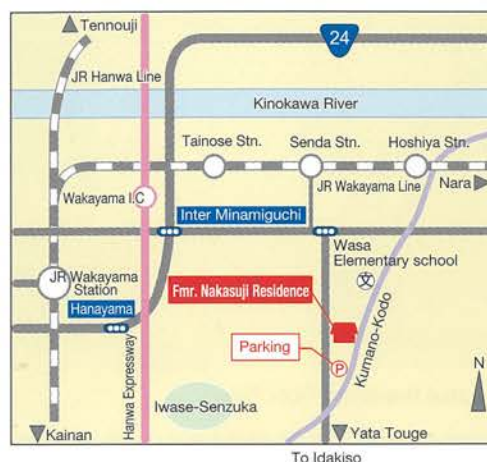 Tennouji
24
JR Hanwa Line
Kinokawa River
Tainose Stn.
Senda Stn.
Hoshiya Stn.
JR Wakayama Line
Nara
Wakayama I.C
Inter Minamiguchi
Wasa
Elementary school
文
JR Wakayama
Station
Hanayama
Fmr. Nakasuji Residence
Parking
P
Kumano-Kodo
Hanwa Expressway
Iwase-Senzuka
N
Kainan
Yata Touge
To Idakiso